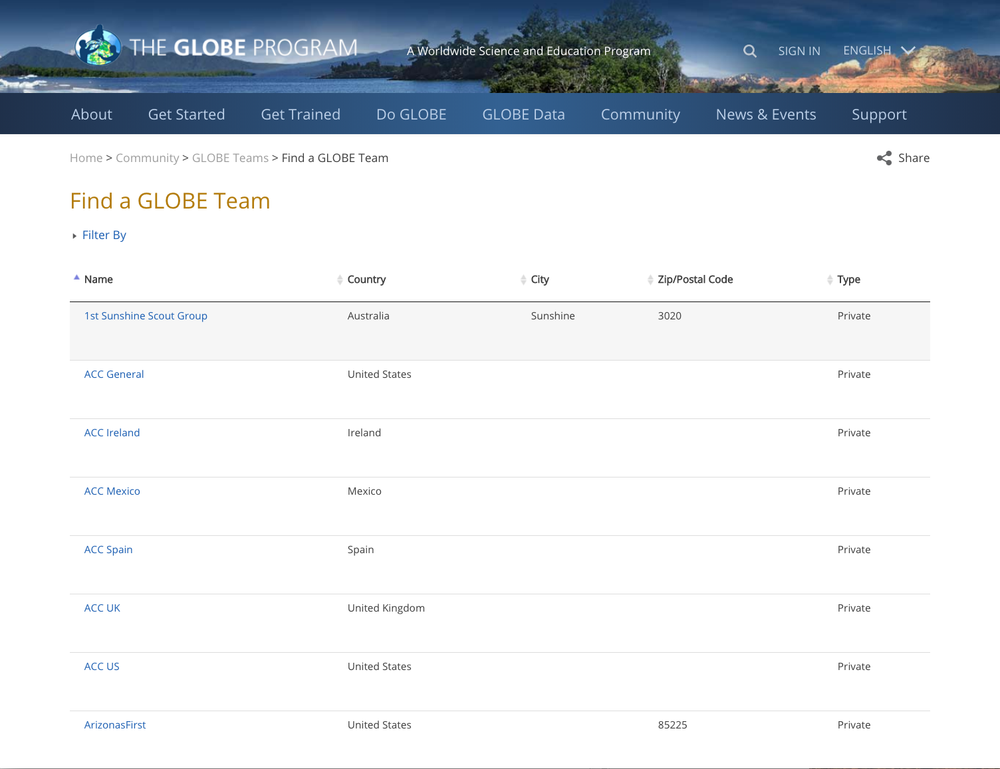 THE GLOBE PROGRAM A Worldwide Science and Education Program SIGN IN ENGLISH
About Get Started Get Trained Do GLOBE GLOBE Data Community News & Events Support
Home > Community > GLOBE Teams > Find a GLOBE Team Share
Find a GLOBE Team
Filter By
Name Country City Zip/Postal Code Type
1st Sunshine Scout Group Australia Sunshine 3020 Private
ACC General United States Private
ACC Ireland Ireland Private
ACC Mexico Mexico Private
ACC Spain Spain Private
ACC UK United Kingdom Private
ACC US United States Private
ArizonasFirst United States 85225 Private